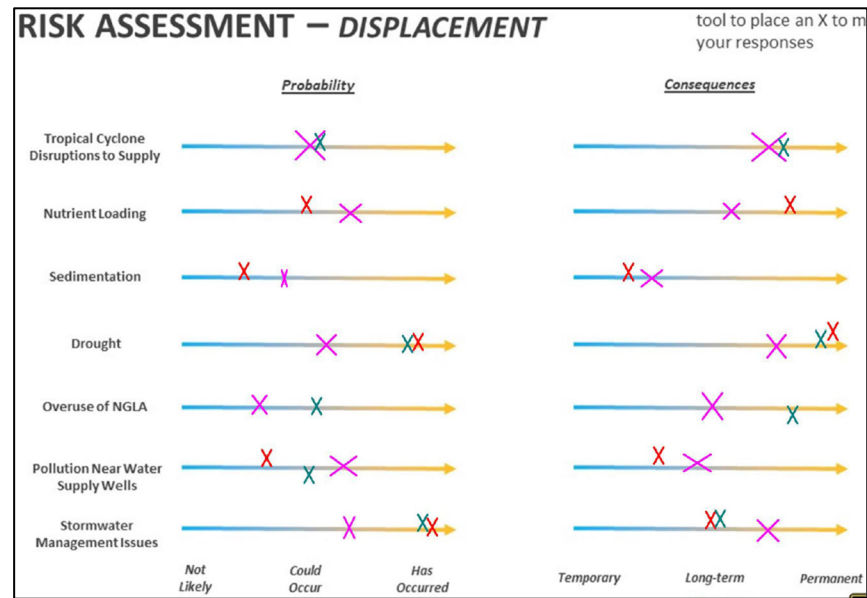 RISK ASSESSMENT – DISPLACEMENT
tool to place an X to m
your responses
Probability
Consequences
Tropical Cyclone
Disruptions to Supply
Nutrient Loading
Sedimentation
Drought
Overuse of NGLA
Pollution Near Water
Supply Wells
Stormwater
Management Issues
Not
Likely
Could
Occur
Has
Occurred
Temporary
Long-term
Permanent